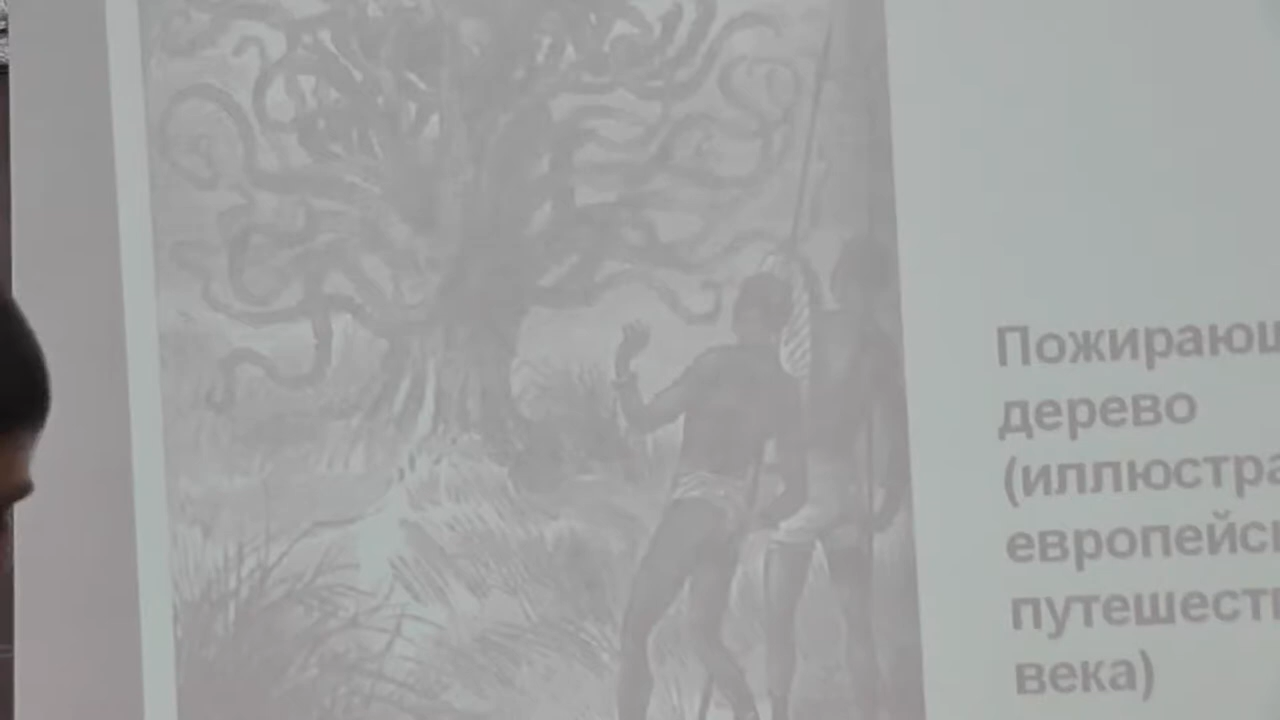 Пожирающ
дерево
(иллюстра
европейс
путешест
века)